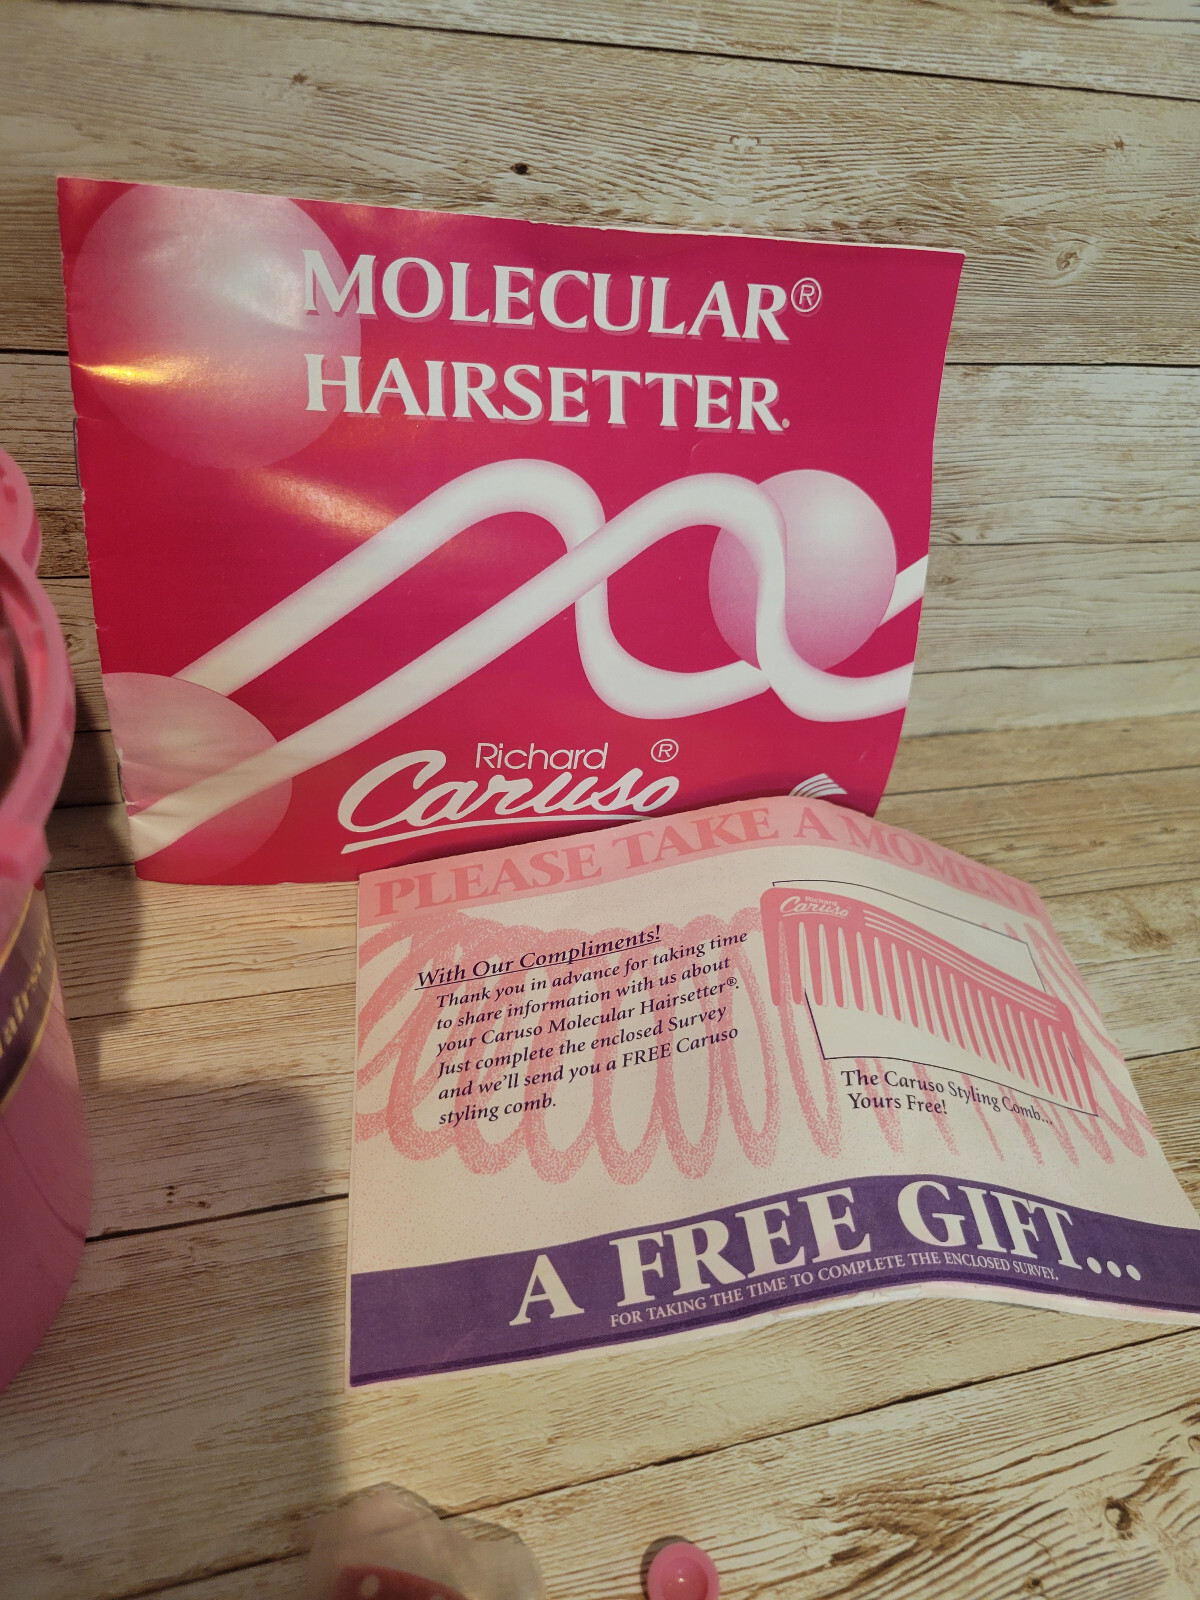 MOLECULAR®
HAIRSETTER.
Richard ®
Caruso
PLEASE TAKE A MOMENT
With Our Compliments!
Thank you in advance for taking time
to share information with us about
your Caruso Molecular Hairsetter®.
Just complete the enclosed Survey
and we'll send you a FREE Caruso
styling comb.
Richard
Caruso
The Caruso Styling Comb...
Yours Free!
A FREE GIFT...
FOR TAKING THE TIME TO COMPLETE THE ENCLOSED SURVEY.